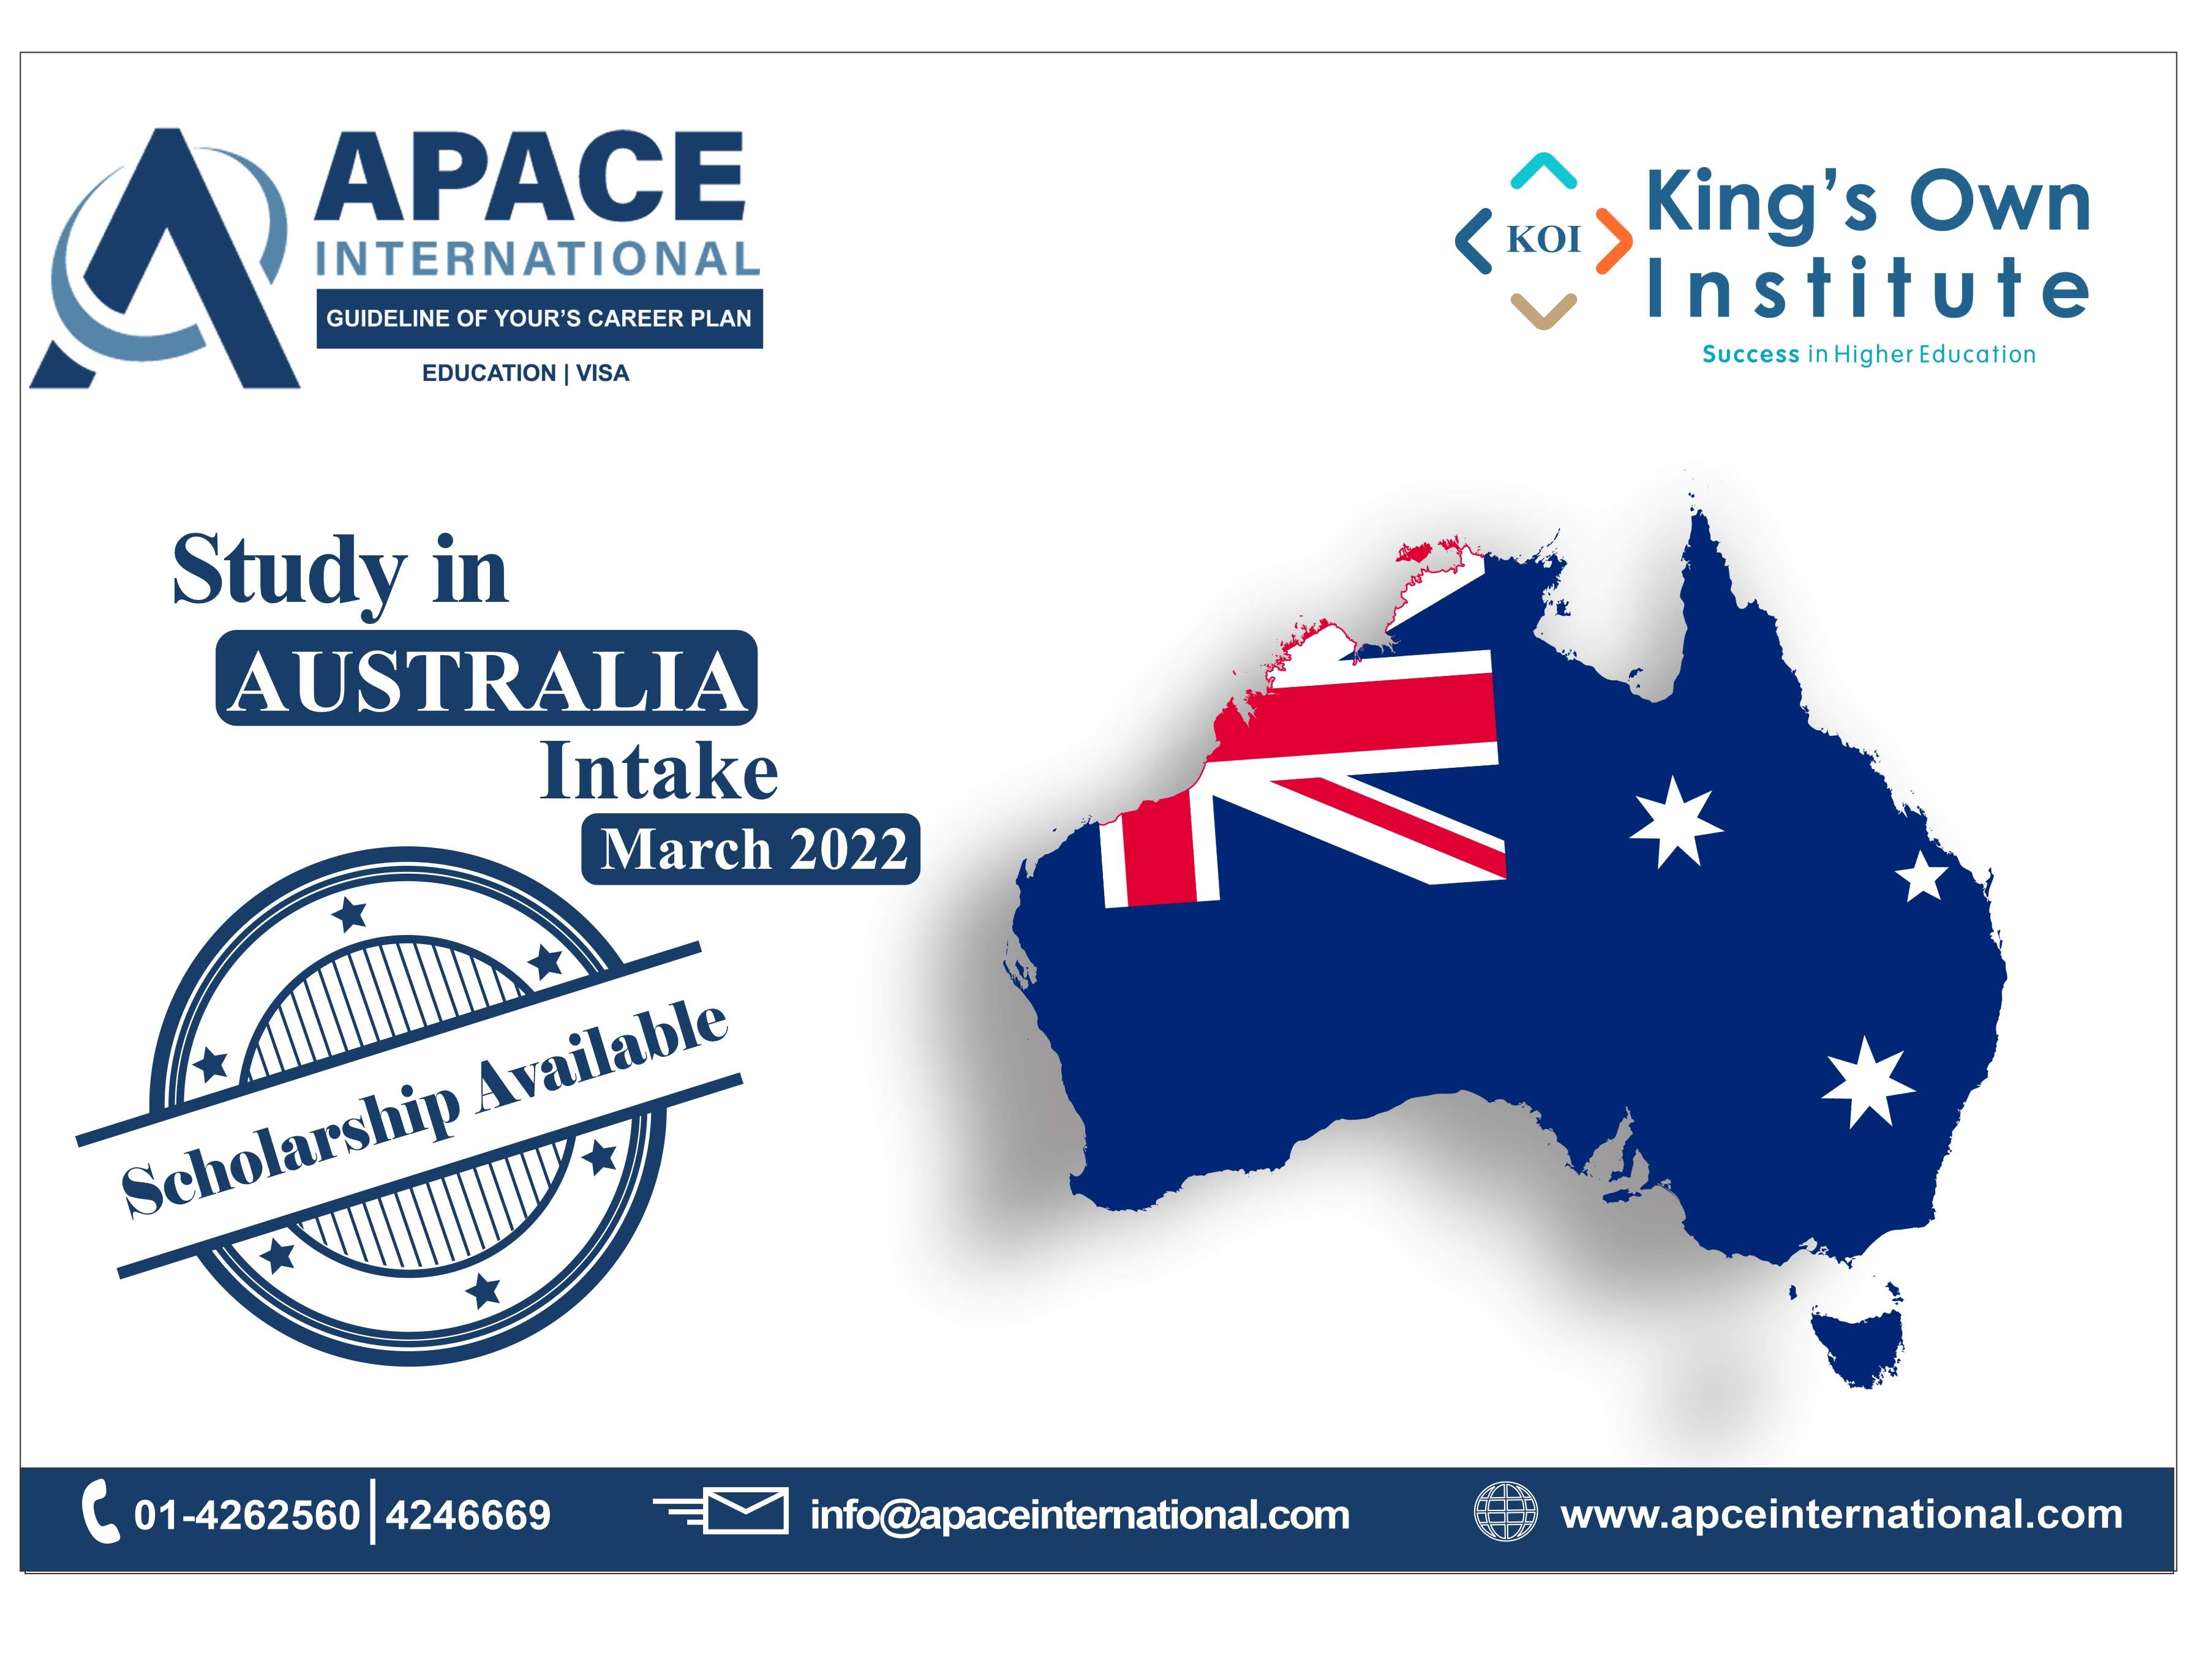 APACE
INTERNATIONAL
GUIDELINE OF YOUR’S CAREER PLAN
EDUCATION | VISA
KOI
King’s Own
Institute
Success in Higher Education
Study in
AUSTRALIA
Intake
March 2022
Scholarship Available
01-4262560 | 4246669
info@apaceinternational.com
www.apceinternational.com